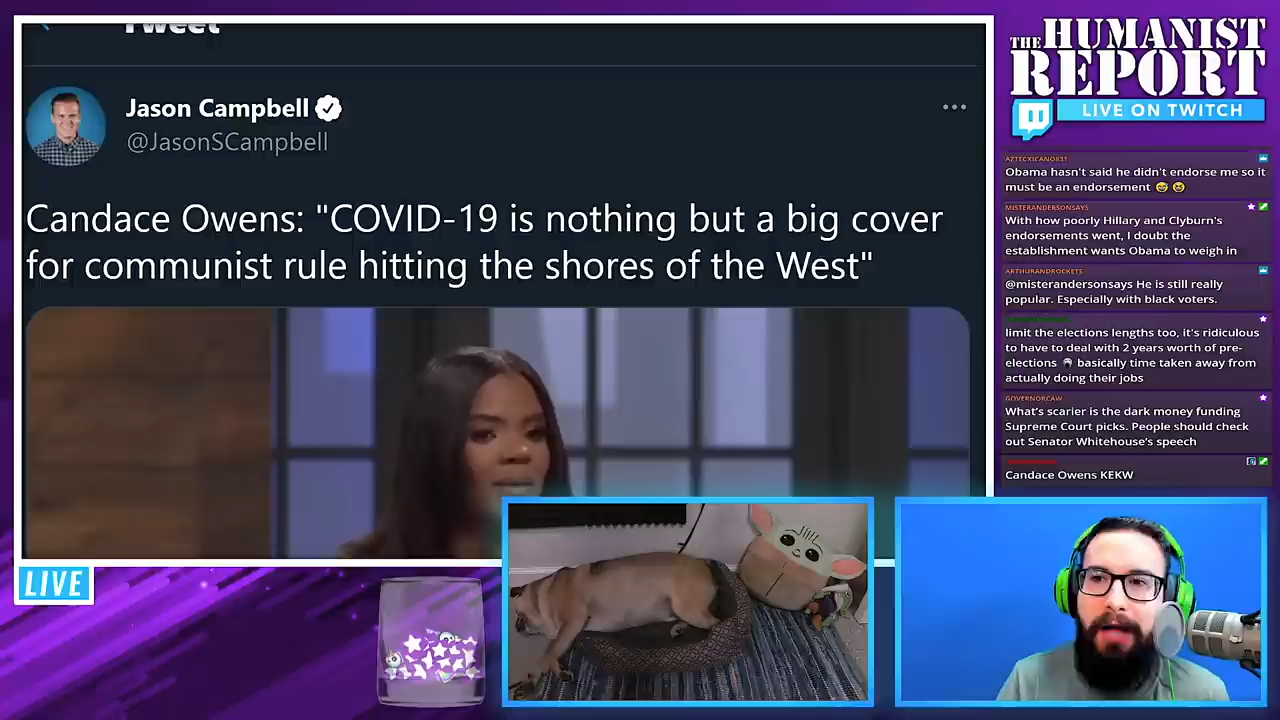 Tweet
Jason Campbell
@JasonSCampbell
Candace Owens: "COVID-19 is nothing but a big cover
for communist rule hitting the shores of the West"
LIVE
THE HUMANIST
REPORT
LIVE ON TWITCH
AZTECXICANO831
Obama hasn't said he didn't endorse me so it
must be an endorsement
MISTERANDERSONSAYS
With how poorly Hillary and Clyburn's
endorsements went, I doubt the
establishment wants Obama to weigh in
ARTHURANDROCKETS
@misterandersonsays He is still really
popular. Especially with black voters.
limit the elections lengths too, it's ridiculous
to have to deal with 2 years worth of pre-
elections basically time taken away from
actually doing their jobs
GOVERNORCAW
What's scarier is the dark money funding
Supreme Court picks. People should check
out Senator Whitehouse's speech
Candace Owens KEKW